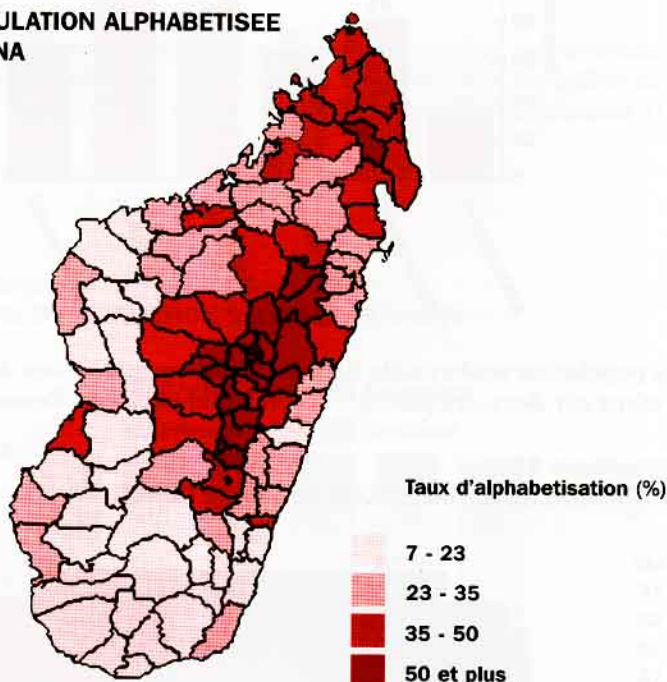 ULATION ALPHABETISEE
NA
Taux d'alphabetisation (%)
7 - 23
23 - 35
35 - 50
50 et plus